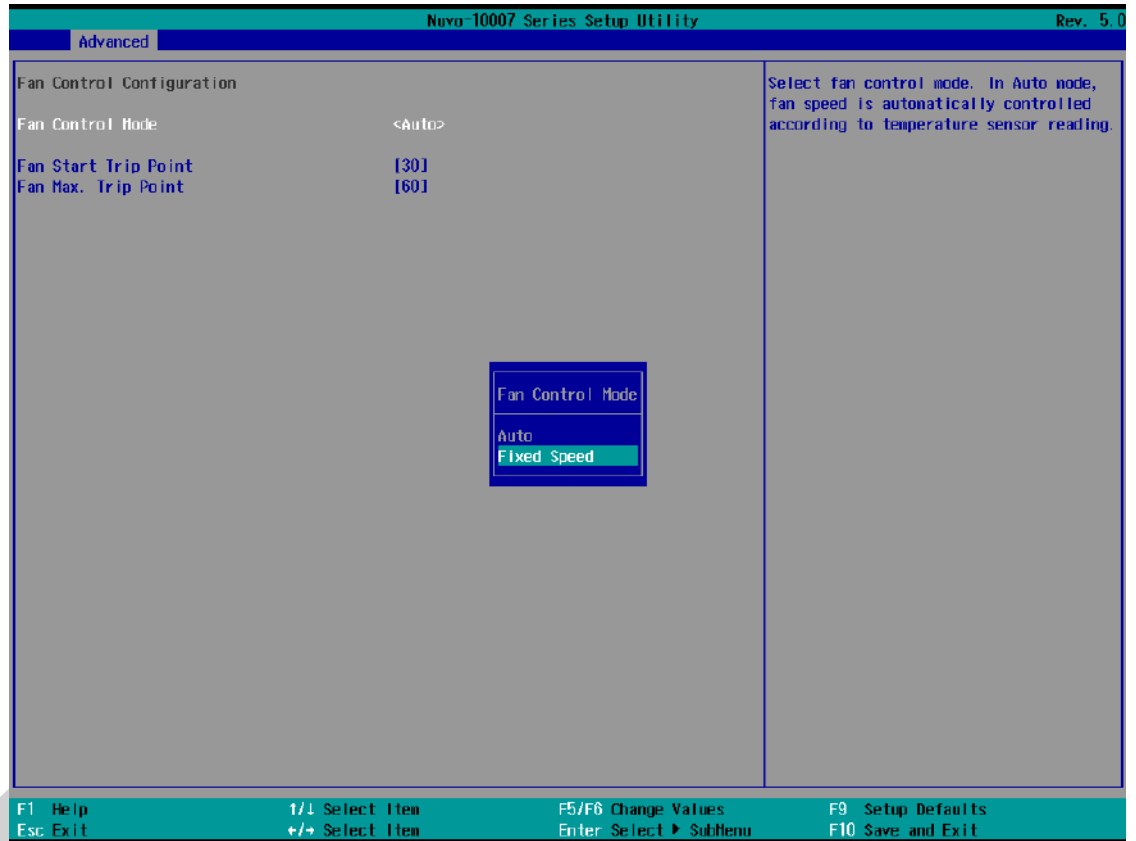 Nuvo-10007 Series Setup Utility Rev. 5.0
Advanced
Fan Control Configuration
Fan Control Mode <Auto>
Fan Start Trip Point [30]
Fan Max. Trip Point [60]
Select fan control mode. In Auto mode,
fan speed is automatically controlled
according to temperature sensor reading.
Fan Control Mode
Auto
Fixed Speed
F1 Help ↑/↓ Select Item F5/F6 Change Values F9 Setup Defaults
Esc Exit ←/→ Select Item Enter Select ▶ SubMenu F10 Save and Exit